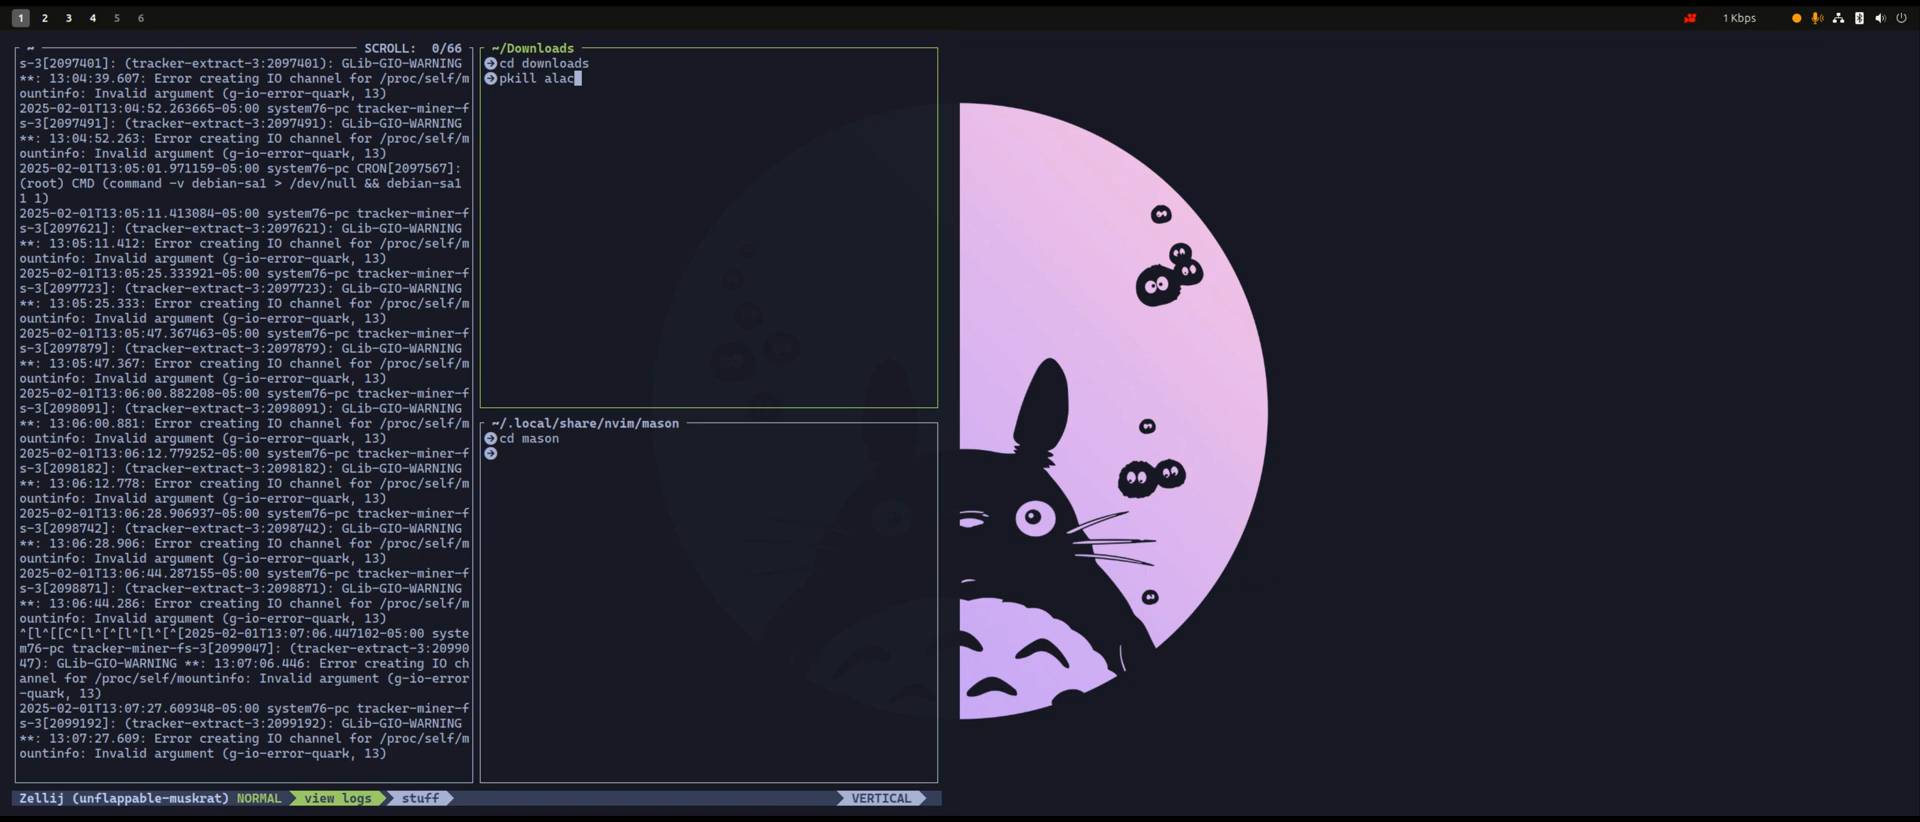 1 2 3 4 5 6
1 Kbps
~ SCROLL: 0/66
s-3[2097401]: (tracker-extract-3:2097401): GLib-GIO-WARNING
**: 13:04:39.607: Error creating IO channel for /proc/self/m
ountinfo: Invalid argument (g-io-error-quark, 13)
2025-02-01T13:04:52.263665-05:00 system76-pc tracker-miner-f
s-3[2097491]: (tracker-extract-3:2097491): GLib-GIO-WARNING
**: 13:04:52.263: Error creating IO channel for /proc/self/m
ountinfo: Invalid argument (g-io-error-quark, 13)
2025-02-01T13:05:01.971159-05:00 system76-pc CRON[2097567]:
(root) CMD (command -v debian-sa1 > /dev/null && debian-sa1
1 1)
2025-02-01T13:05:11.413084-05:00 system76-pc tracker-miner-f
s-3[2097621]: (tracker-extract-3:2097621): GLib-GIO-WARNING
**: 13:05:11.412: Error creating IO channel for /proc/self/m
ountinfo: Invalid argument (g-io-error-quark, 13)
2025-02-01T13:05:25.333921-05:00 system76-pc tracker-miner-f
s-3[2097723]: (tracker-extract-3:2097723): GLib-GIO-WARNING
**: 13:05:25.333: Error creating IO channel for /proc/self/m
ountinfo: Invalid argument (g-io-error-quark, 13)
2025-02-01T13:05:47.367463-05:00 system76-pc tracker-miner-f
s-3[2097879]: (tracker-extract-3:2097879): GLib-GIO-WARNING
**: 13:05:47.367: Error creating IO channel for /proc/self/m
ountinfo: Invalid argument (g-io-error-quark, 13)
2025-02-01T13:06:00.882208-05:00 system76-pc tracker-miner-f
s-3[2098091]: (tracker-extract-3:2098091): GLib-GIO-WARNING
**: 13:06:00.881: Error creating IO channel for /proc/self/m
ountinfo: Invalid argument (g-io-error-quark, 13)
2025-02-01T13:06:12.779252-05:00 system76-pc tracker-miner-f
s-3[2098182]: (tracker-extract-3:2098182): GLib-GIO-WARNING
**: 13:06:12.778: Error creating IO channel for /proc/self/m
ountinfo: Invalid argument (g-io-error-quark, 13)
2025-02-01T13:06:28.906937-05:00 system76-pc tracker-miner-f
s-3[2098742]: (tracker-extract-3:2098742): GLib-GIO-WARNING
**: 13:06:28.906: Error creating IO channel for /proc/self/m
ountinfo: Invalid argument (g-io-error-quark, 13)
2025-02-01T13:06:44.287155-05:00 system76-pc tracker-miner-f
s-3[2098871]: (tracker-extract-3:2098871): GLib-GIO-WARNING
**: 13:06:44.286: Error creating IO channel for /proc/self/m
ountinfo: Invalid argument (g-io-error-quark, 13)
^[l^[[C^[l^[^[l^[l^[^[2025-02-01T13:07:06.447102-05:00 syste
m76-pc tracker-miner-fs-3[2099047]: (tracker-extract-3:20990
47): GLib-GIO-WARNING **: 13:07:06.446: Error creating IO ch
annel for /proc/self/mountinfo: Invalid argument (g-io-error
-quark, 13)
2025-02-01T13:07:27.609348-05:00 system76-pc tracker-miner-f
s-3[2099192]: (tracker-extract-3:2099192): GLib-GIO-WARNING
**: 13:07:27.609: Error creating IO channel for /proc/self/m
ountinfo: Invalid argument (g-io-error-quark, 13)
~/Downloads
cd downloads
pkill alac
~/.local/share/nvim/mason
cd mason
Zellij (unflappable-muskrat) NORMAL view logs stuff VERTICAL